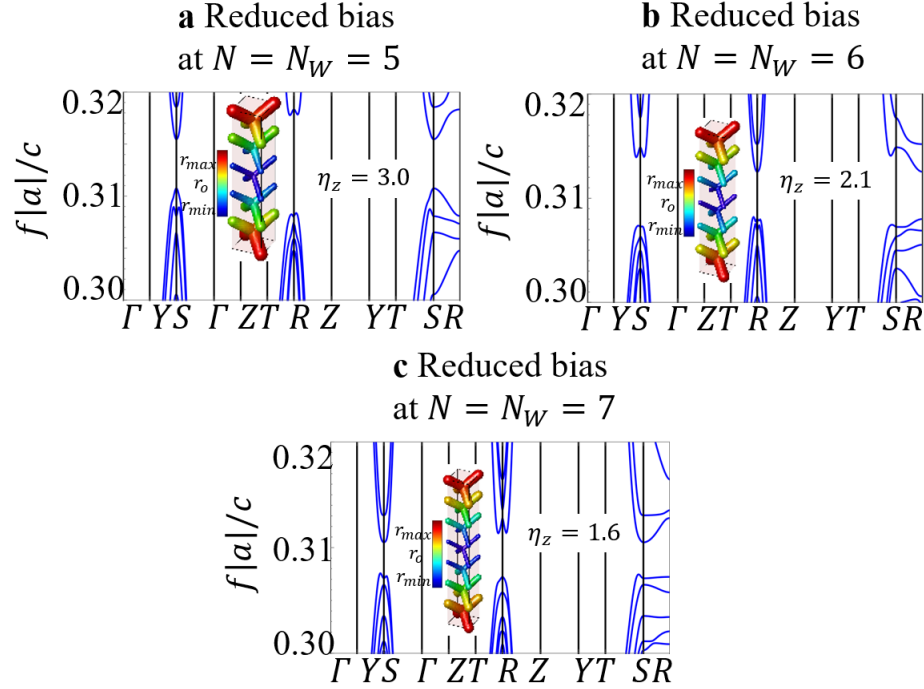 a Reduced bias
at N = N_W = 5
f|a|/c
0.32
0.31
0.30
r_max
r_o
r_min
η_z = 3.0
Γ YS Γ ZT R Z YT SR
b Reduced bias
at N = N_W = 6
f|a|/c
0.32
0.31
0.30
r_max
r_o
r_min
η_z = 2.1
Γ YS Γ ZT R Z YT SR
c Reduced bias
at N = N_W = 7
f|a|/c
0.32
0.31
0.30
r_max
r_o
r_min
η_z = 1.6
Γ YS Γ ZT R Z YT SR